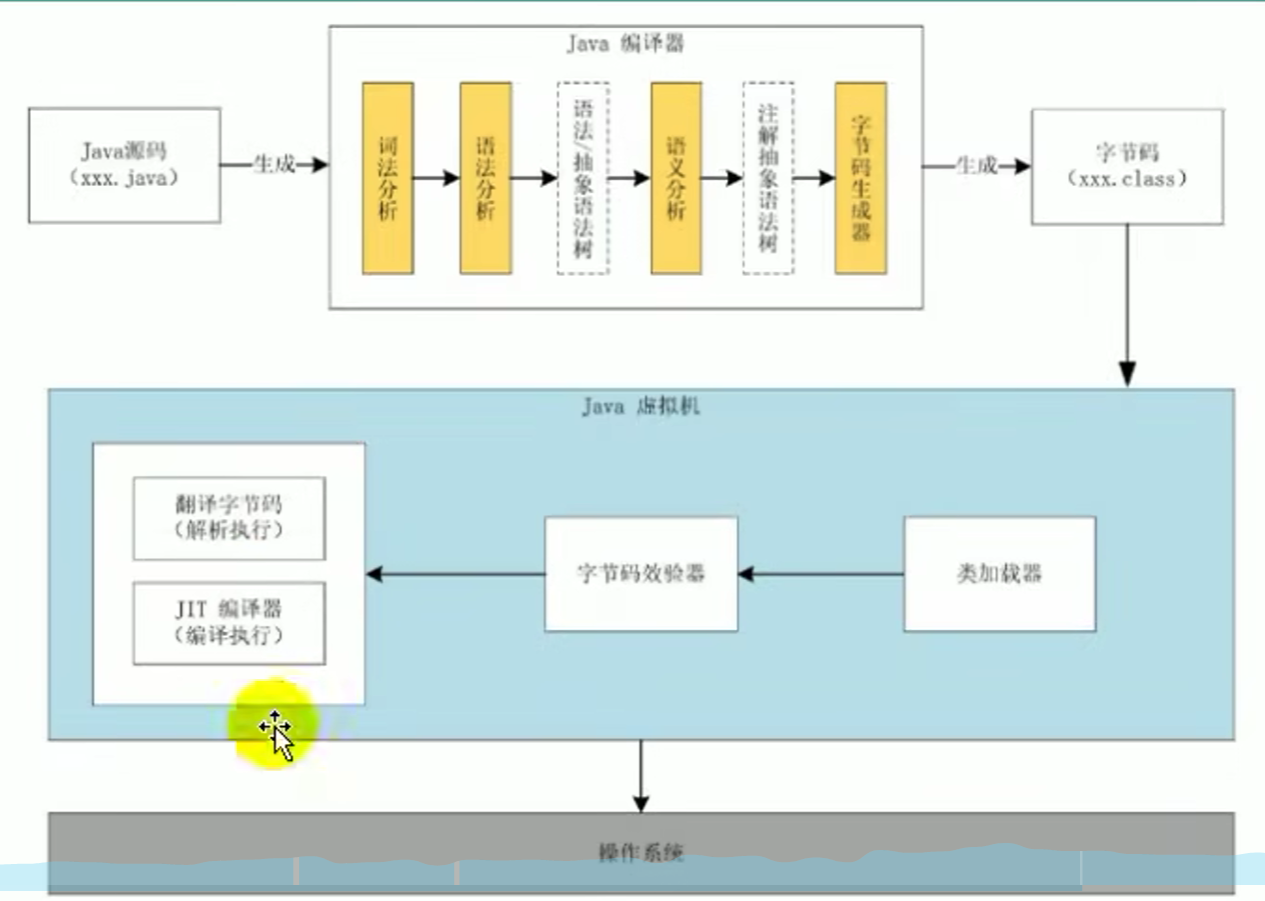 Java 编译器
Java源码
（xxx.java）
生成
词法分析
语法分析
语法/抽象语法树
语义分析
注解抽象语法树
字节码生成器
生成
字节码
（xxx.class）
Java 虚拟机
翻译字节码
（解析执行）
JIT 编译器
（编译执行）
字节码效验器
类加载器
操作系统